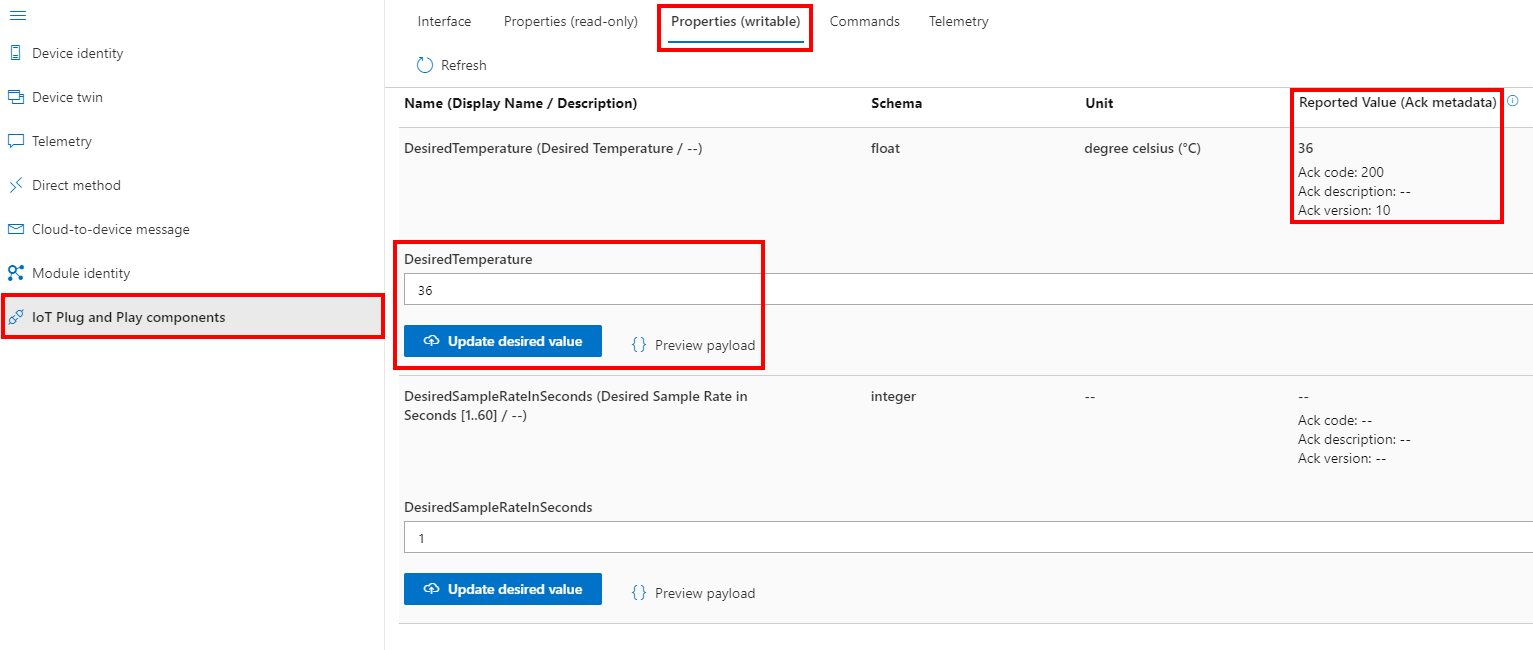 Device identity
Device twin
Telemetry
Direct method
Cloud-to-device message
Module identity
IoT Plug and Play components
Interface Properties (read-only) Properties (writable) Commands Telemetry
Refresh
Name (Display Name / Description) Schema Unit Reported Value (Ack metadata)
DesiredTemperature (Desired Temperature / --) float degree celsius (°C) 36
Ack code: 200
Ack description: --
Ack version: 10
DesiredTemperature
36
Update desired value {} Preview payload
DesiredSampleRateInSeconds (Desired Sample Rate in integer -- --
Seconds [1..60] / --)
Ack code: --
Ack description: --
Ack version: --
DesiredSampleRateInSeconds
1
Update desired value {} Preview payload